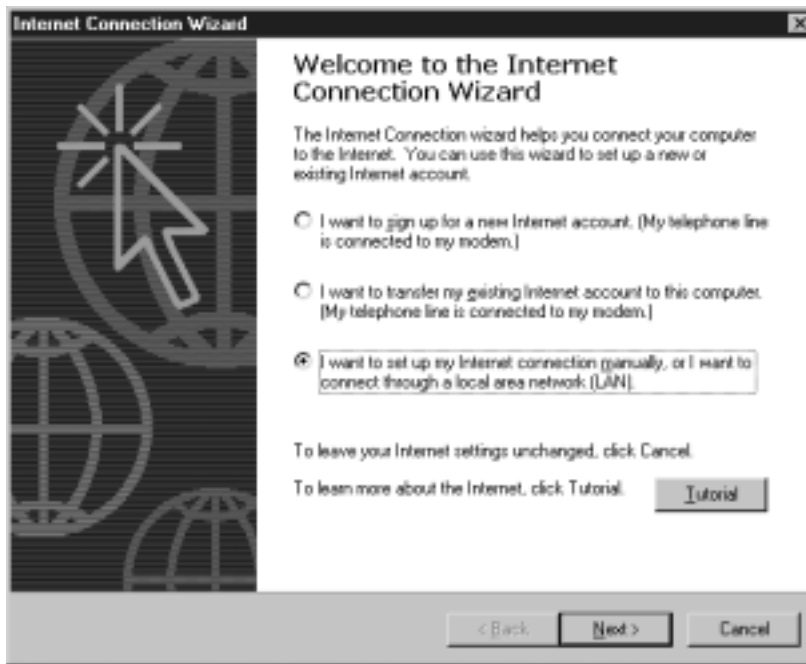 Internet Connection Wizard
Welcome to the Internet
Connection Wizard
The Internet Connection wizard helps you connect your computer
to the Internet. You can use this wizard to set up a new or
existing Internet account.
I want to sign up for a new Internet account. (My telephone line
is connected to my modem.)
I want to transfer my existing Internet account to this computer.
(My telephone line is connected to my modem.)
I want to set up my Internet connection manually, or I want to
connect through a local area network (LAN).
To leave your Internet settings unchanged, click Cancel.
To learn more about the Internet, click Tutorial.
Tutorial
< Back
Next >
Cancel